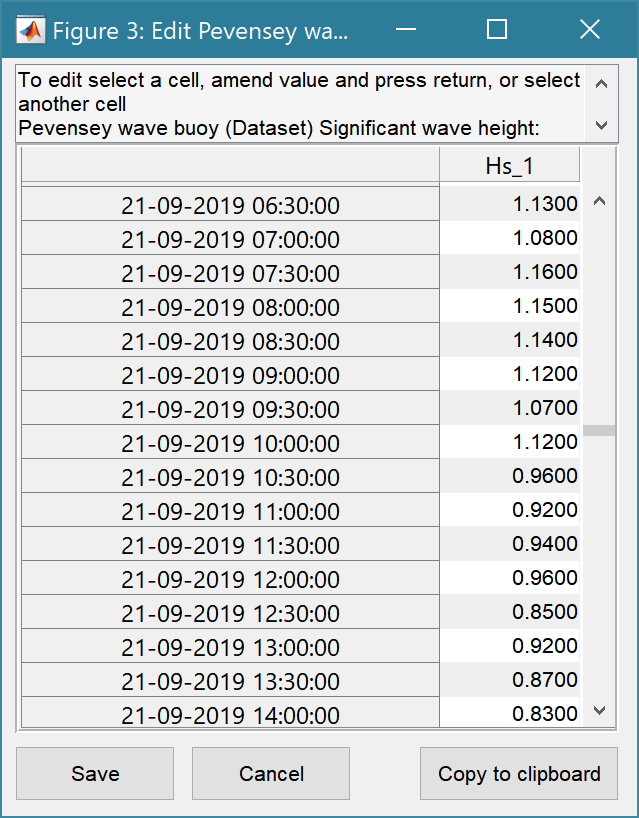 Figure 3: Edit Pevensey wa...
To edit select a cell, amend value and press return, or select
another cell
Pevensey wave buoy (Dataset) Significant wave height:
Hs_1
21-09-2019 06:30:00 1.1300
21-09-2019 07:00:00 1.0800
21-09-2019 07:30:00 1.1600
21-09-2019 08:00:00 1.1500
21-09-2019 08:30:00 1.1400
21-09-2019 09:00:00 1.1200
21-09-2019 09:30:00 1.0700
21-09-2019 10:00:00 1.1200
21-09-2019 10:30:00 0.9600
21-09-2019 11:00:00 0.9200
21-09-2019 11:30:00 0.9400
21-09-2019 12:00:00 0.9600
21-09-2019 12:30:00 0.8500
21-09-2019 13:00:00 0.9200
21-09-2019 13:30:00 0.8700
21-09-2019 14:00:00 0.8300
Save Cancel Copy to clipboard